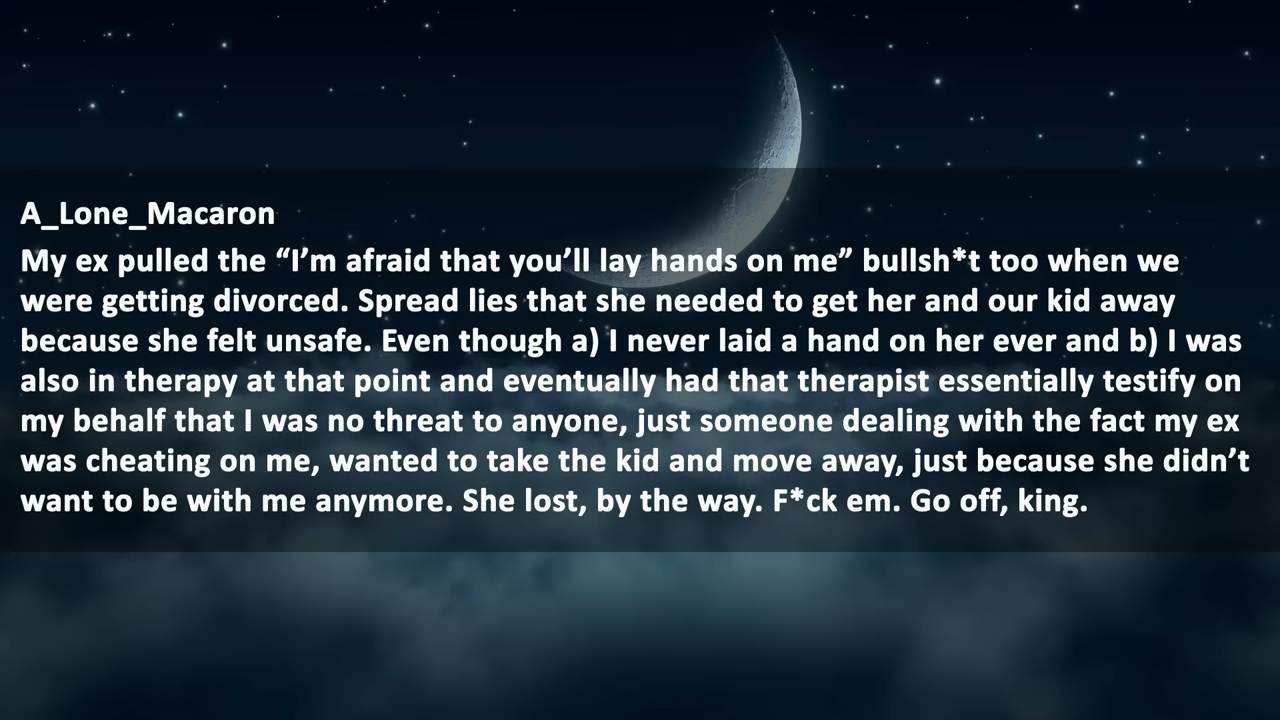 A_Lone_Macaron
My ex pulled the “I’m afraid that you’ll lay hands on me” bullsh*t too when we
were getting divorced. Spread lies that she needed to get her and our kid away
because she felt unsafe. Even though a) I never laid a hand on her ever and b) I was
also in therapy at that point and eventually had that therapist essentially testify on
my behalf that I was no threat to anyone, just someone dealing with the fact my ex
was cheating on me, wanted to take the kid and move away, just because she didn’t
want to be with me anymore. She lost, by the way. F*ck em. Go off, king.